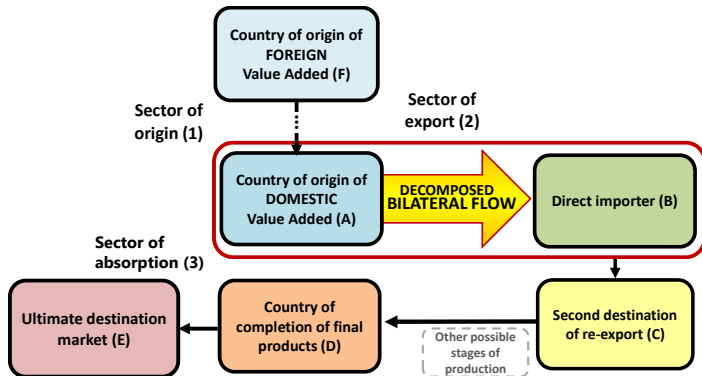 Country of origin of
FOREIGN
Value Added (F)
Sector of
origin (1)
Sector of
export (2)
Country of origin of
DOMESTIC
Value Added (A)
DECOMPOSED
BILATERAL FLOW
Direct importer (B)
Sector of
absorption (3)
Ultimate destination
market (E)
Country of
completion of final
products (D)
Other possible
stages of
production
Second destination
of re-export (C)